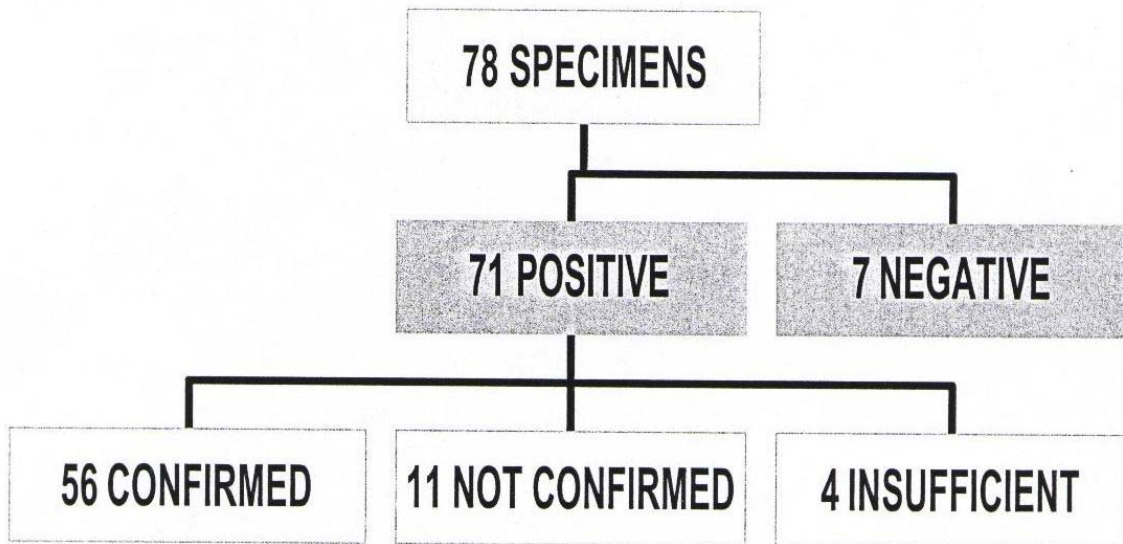 78 SPECIMENS
71 POSITIVE
7 NEGATIVE
56 CONFIRMED
11 NOT CONFIRMED
4 INSUFFICIENT